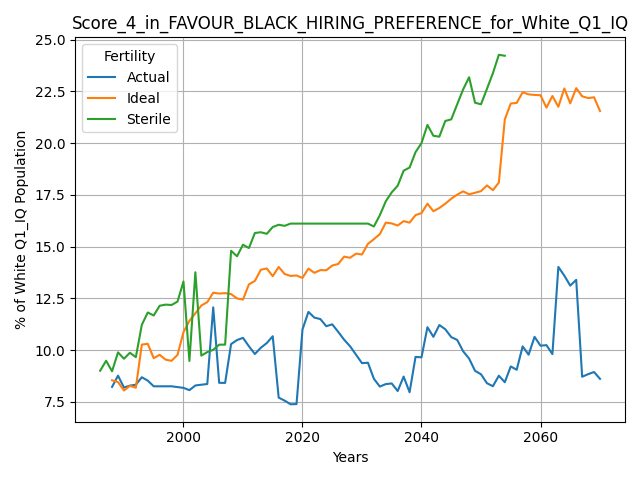 Score_4_in_FAVOUR_BLACK_HIRING_PREFERENCE_for_White_Q1_IQ
25.0
22.5
20.0
17.5
15.0
12.5
10.0
7.5
% of White Q1_IQ Population
Fertility
Actual
Ideal
Sterile
2000
2020
2040
2060
Years